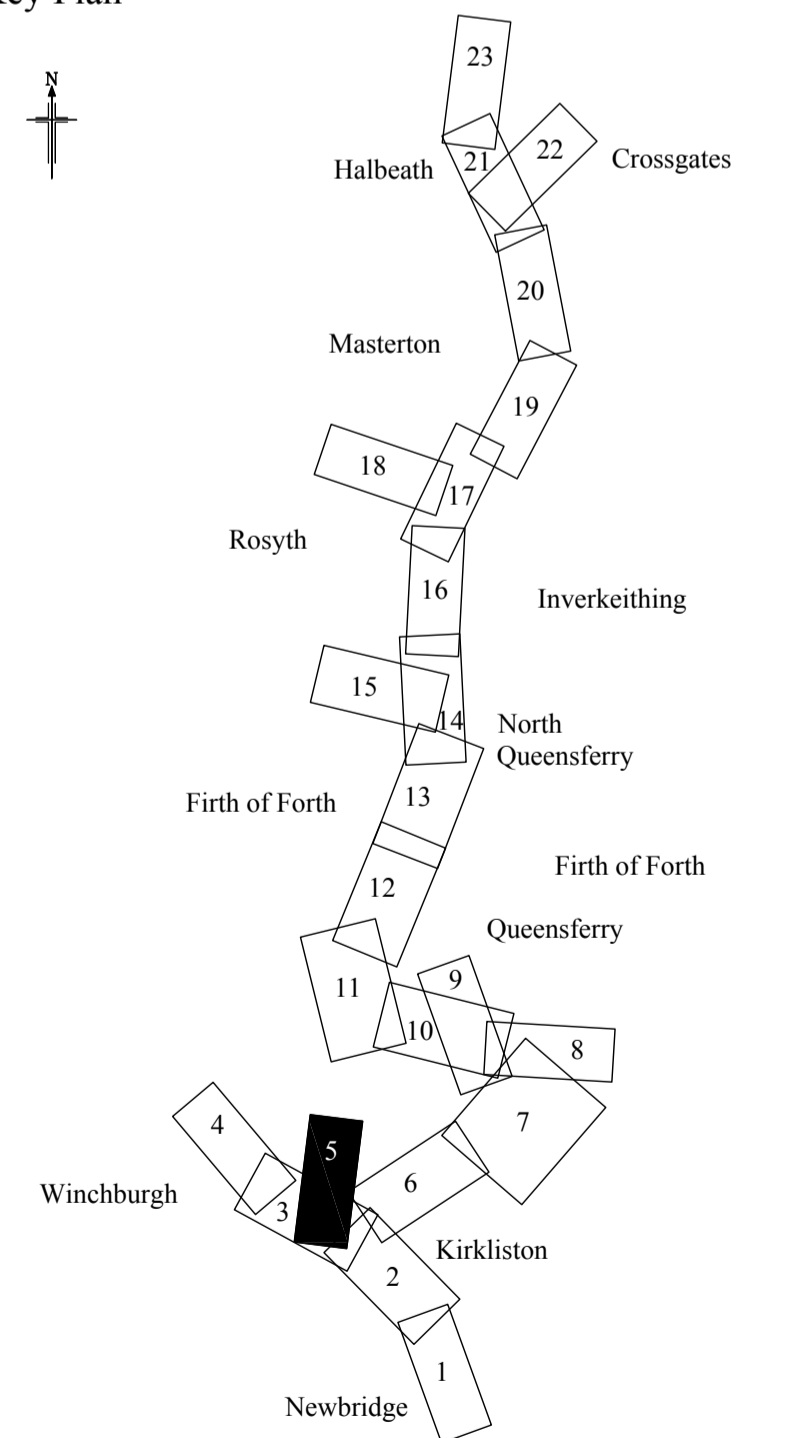 Key Plan
N
23
22
21
Halbeath
Crossgates
20
Masterton
19
18
17
Rosyth
16
Inverkeithing
15
14
North
Queensferry
13
Firth of Forth
Firth of Forth
12
Queensferry
9
11
10
8
7
4
5
6
Winchburgh
3
Kirkliston
2
1
Newbridge